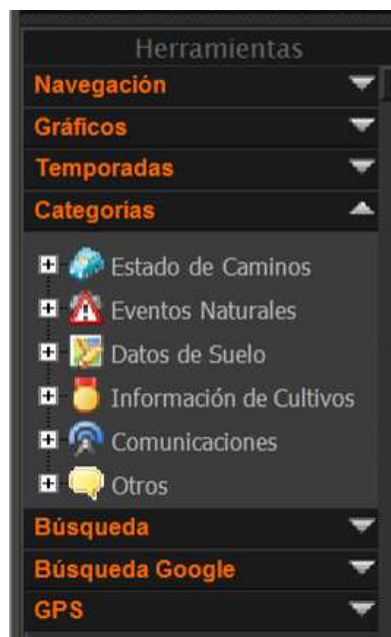 Herramientas
Navegación
Gráficos
Temporadas
Categorías
Estado de Caminos
Eventos Naturales
Datos de Suelo
Información de Cultivos
Comunicaciones
Otros
Búsqueda
Búsqueda Google
GPS